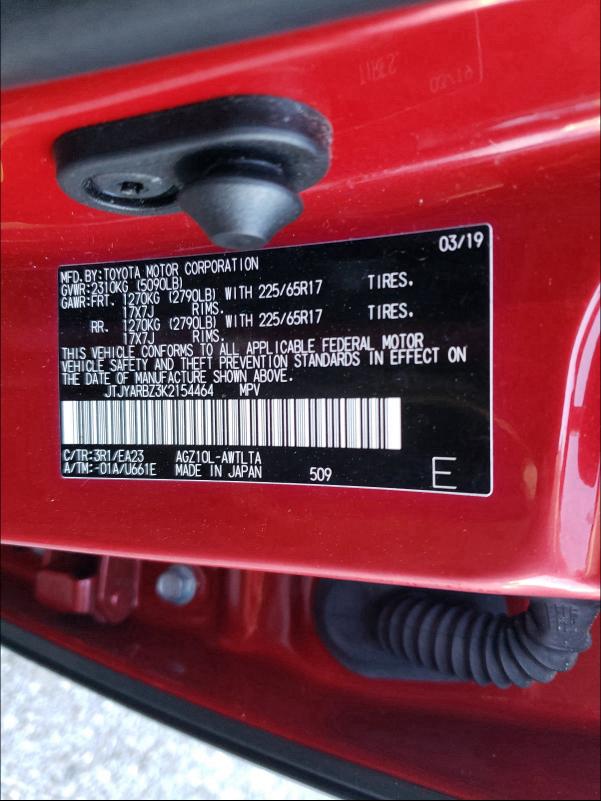 03/19
MFD.BY:TOYOTA MOTOR CORPORATION
GVWR:2310KG (5090LB)
GAWR:FRT. 1270KG (2790LB) WITH 225/65R17 TIRES.
17X7J RIMS.
RR. 1270KG (2790LB) WITH 225/65R17 TIRES.
17X7J RIMS.
THIS VEHICLE CONFORMS TO ALL APPLICABLE FEDERAL MOTOR
VEHICLE SAFETY AND THEFT PREVENTION STANDARDS IN EFFECT ON
THE DATE OF MANUFACTURE SHOWN ABOVE.
JTJYARBZ3K2154464 MPV
C/TR:3R1/EA23 AGZ10L-AWTLTA
A/TM:-01A/U661E MADE IN JAPAN 509
E